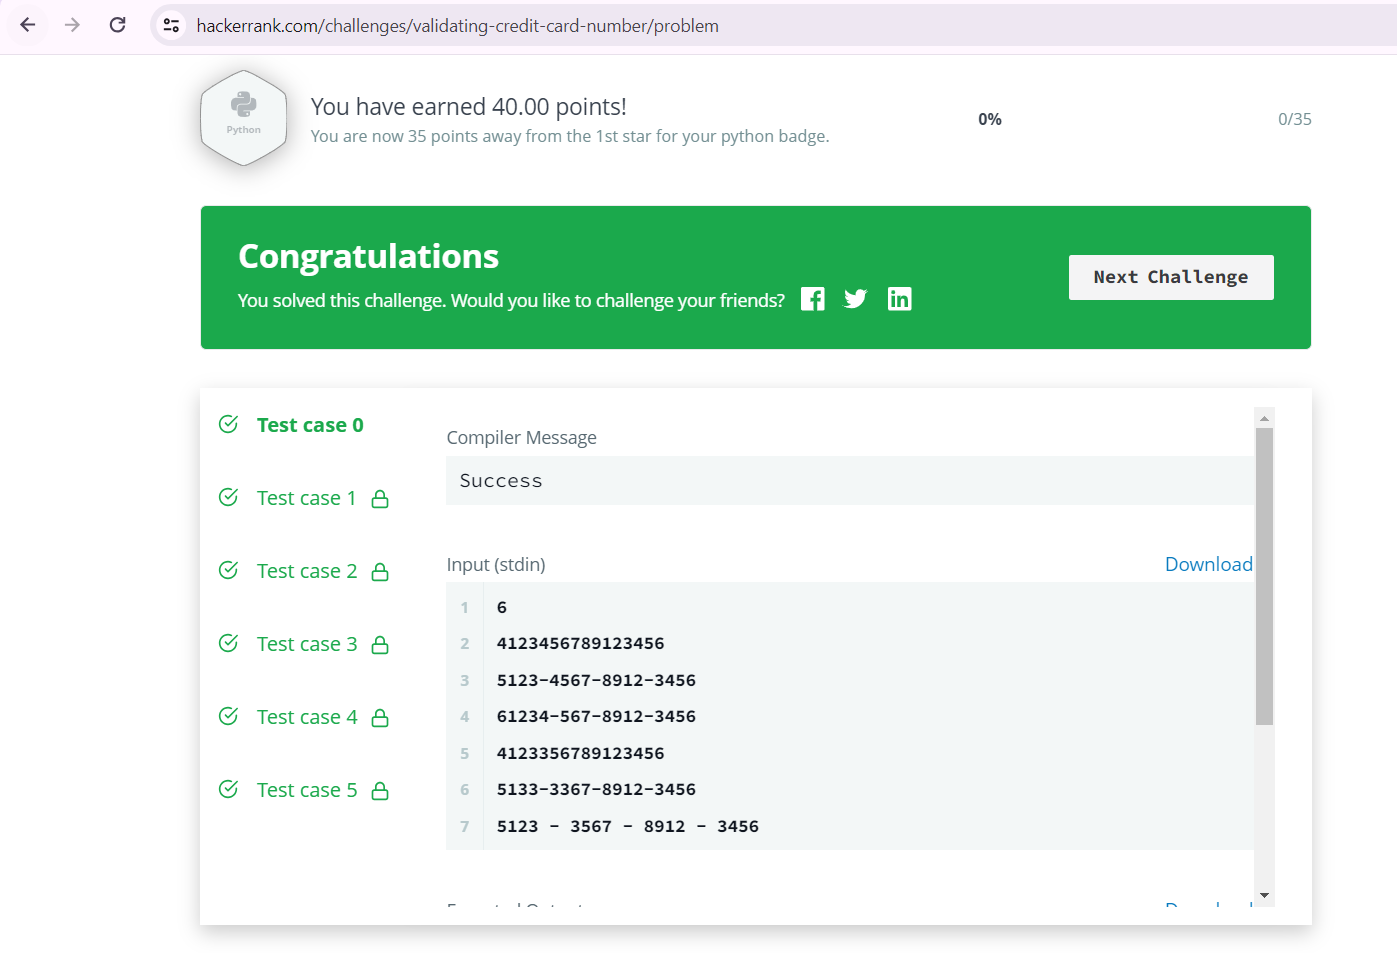 hackerrank.com/challenges/validating-credit-card-number/problem
Python
You have earned 40.00 points!
You are now 35 points away from the 1st star for your python badge.
0%
0/35
Congratulations
You solved this challenge. Would you like to challenge your friends?
Next Challenge
Test case 0
Test case 1
Test case 2
Test case 3
Test case 4
Test case 5
Compiler Message
Success
Input (stdin)
Download
1 6
2 4123456789123456
3 5123-4567-8912-3456
4 61234-567-8912-3456
5 4123356789123456
6 5133-3367-8912-3456
7 5123 - 3567 - 8912 - 3456